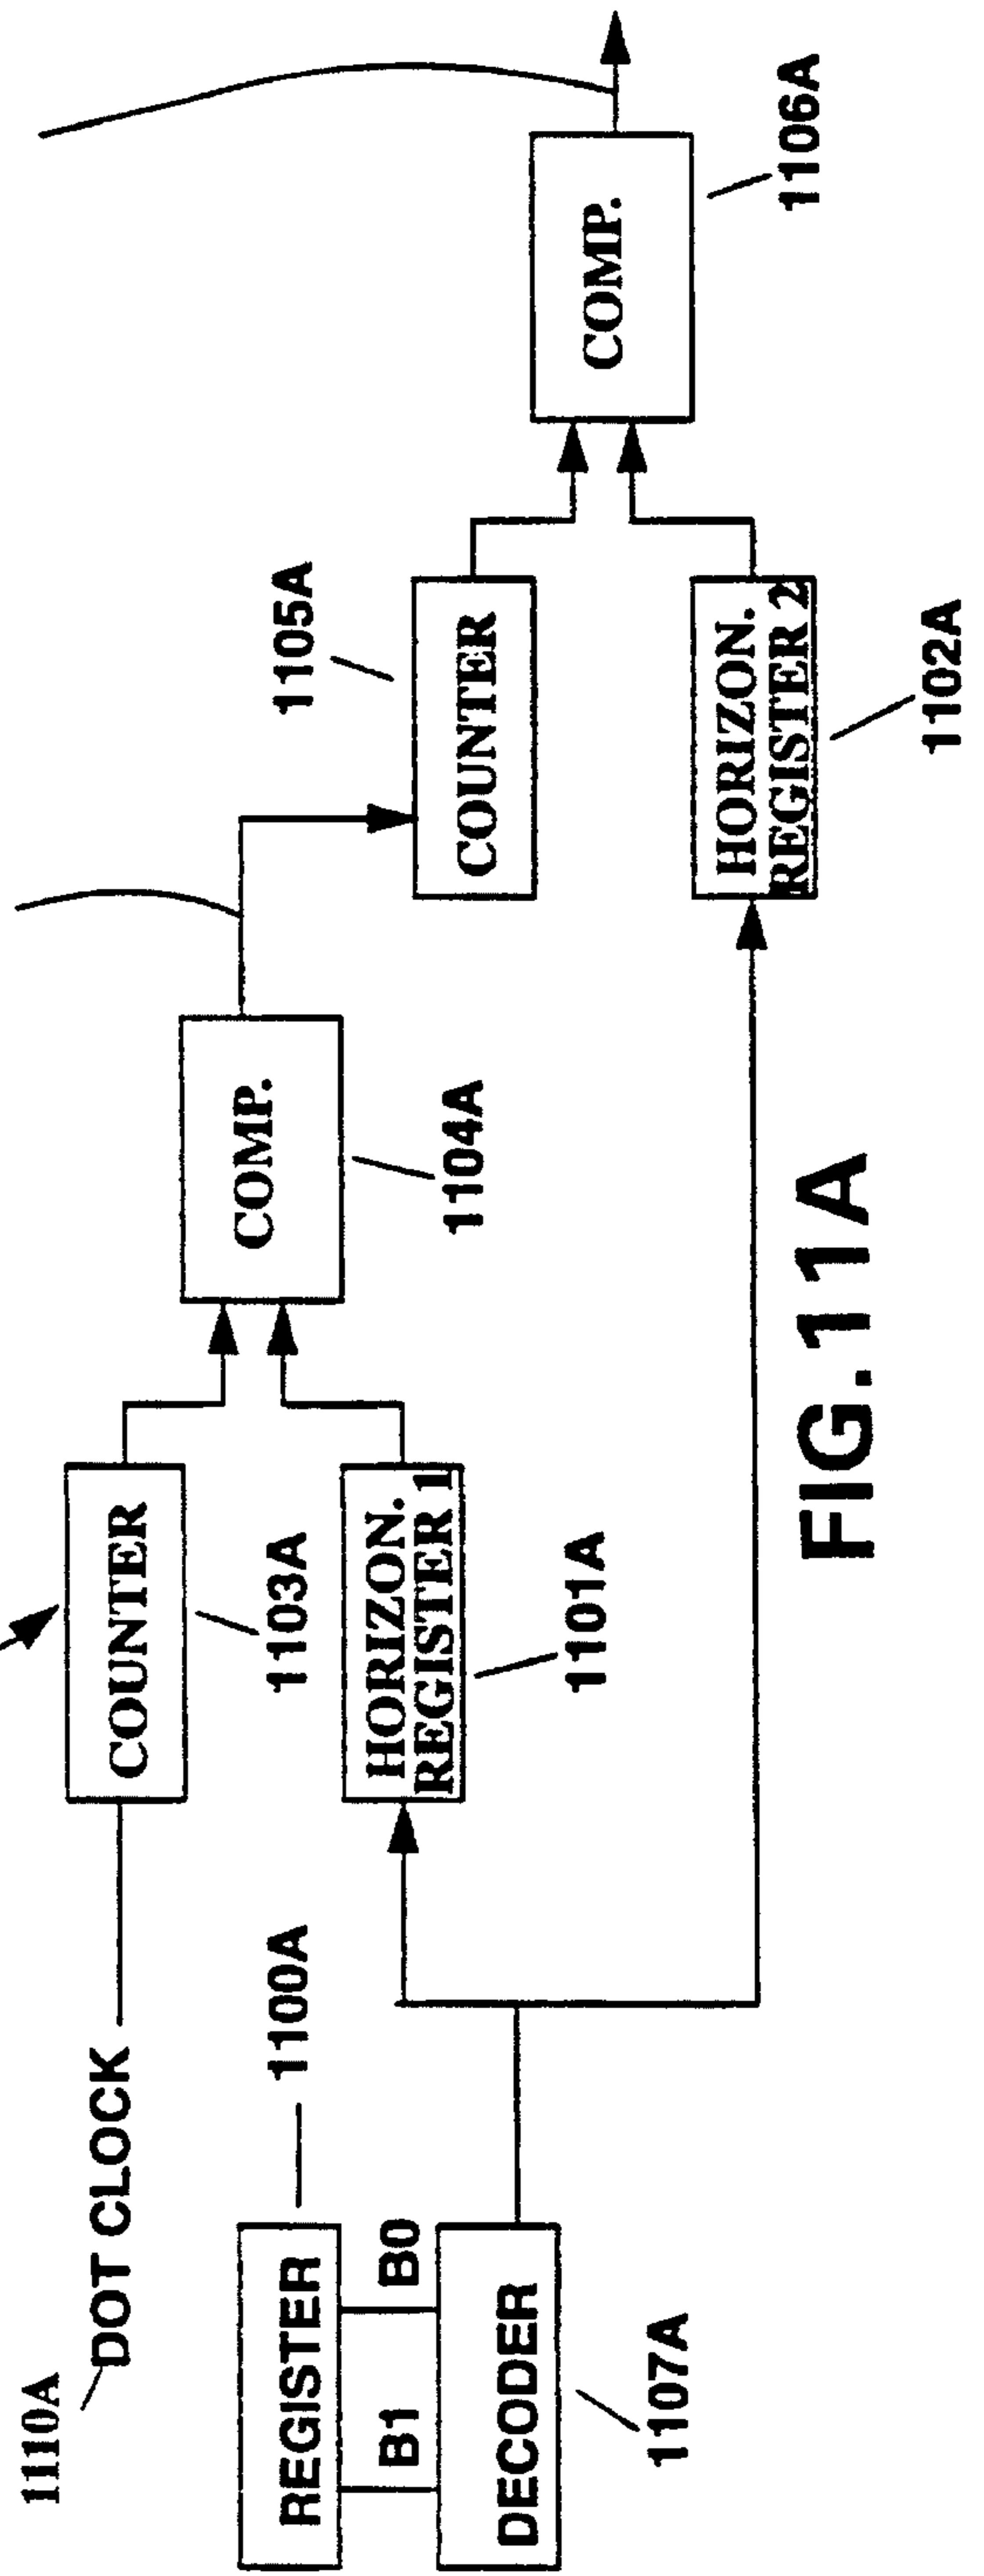 1110A
DOT CLOCK
COUNTER
1103A
REGISTER
1100A
B1
B0
DECODER
1107A
HORIZON.
REGISTER 1
1101A
COMP.
1104A
COUNTER
1105A
HORIZON.
REGISTER 2
1102A
COMP.
1106A
FIG.11A